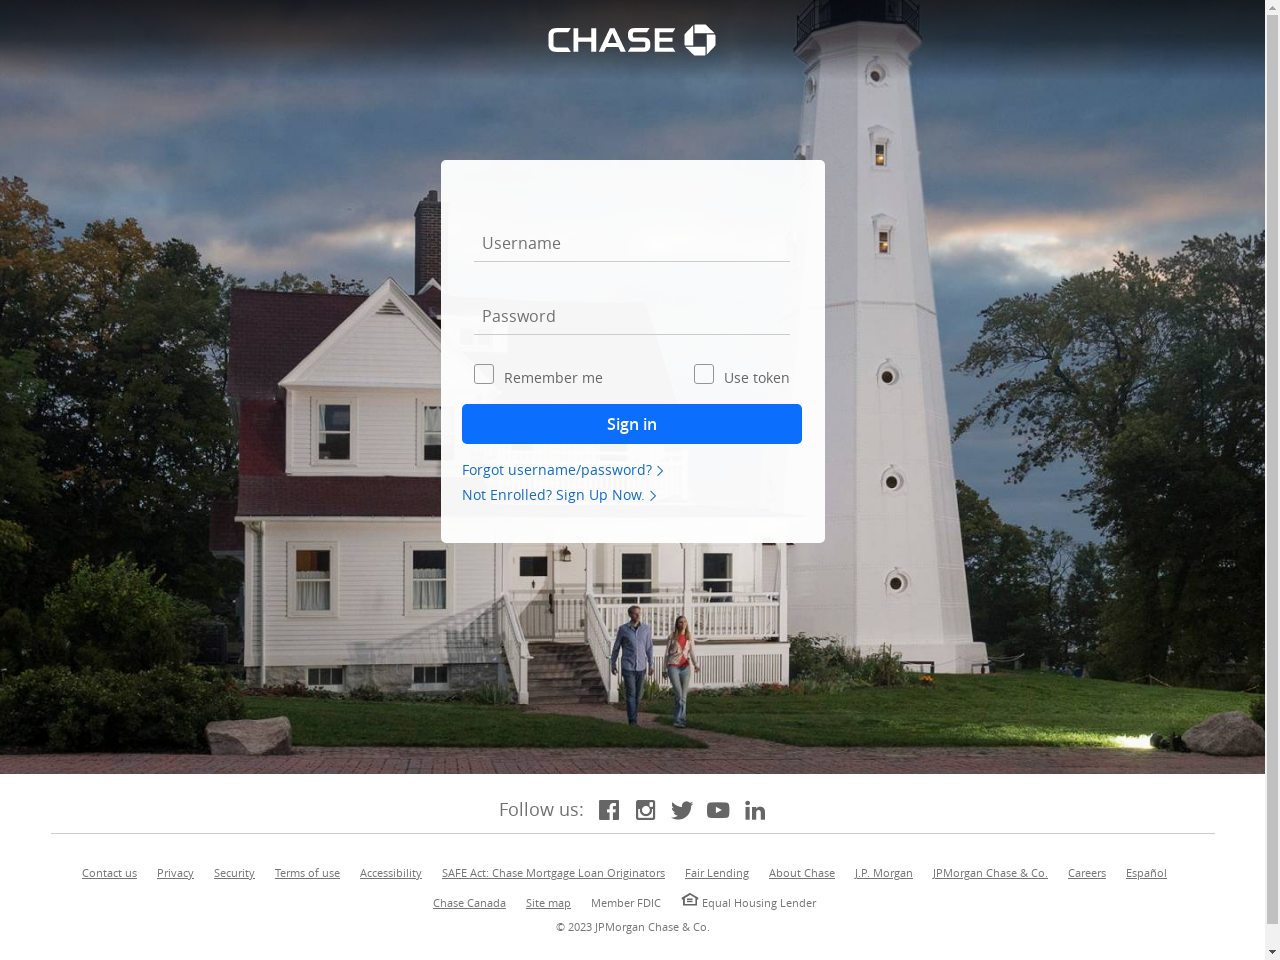 CHASE
Username
Password
Remember me Use token
Sign in
Forgot username/password?
Not Enrolled? Sign Up Now.
Follow us:
Contact us Privacy Security Terms of use Accessibility SAFE Act: Chase Mortgage Loan Originators Fair Lending About Chase J.P. Morgan JPMorgan Chase & Co. Careers Español
Chase Canada Site map Member FDIC Equal Housing Lender
© 2023 JPMorgan Chase & Co.